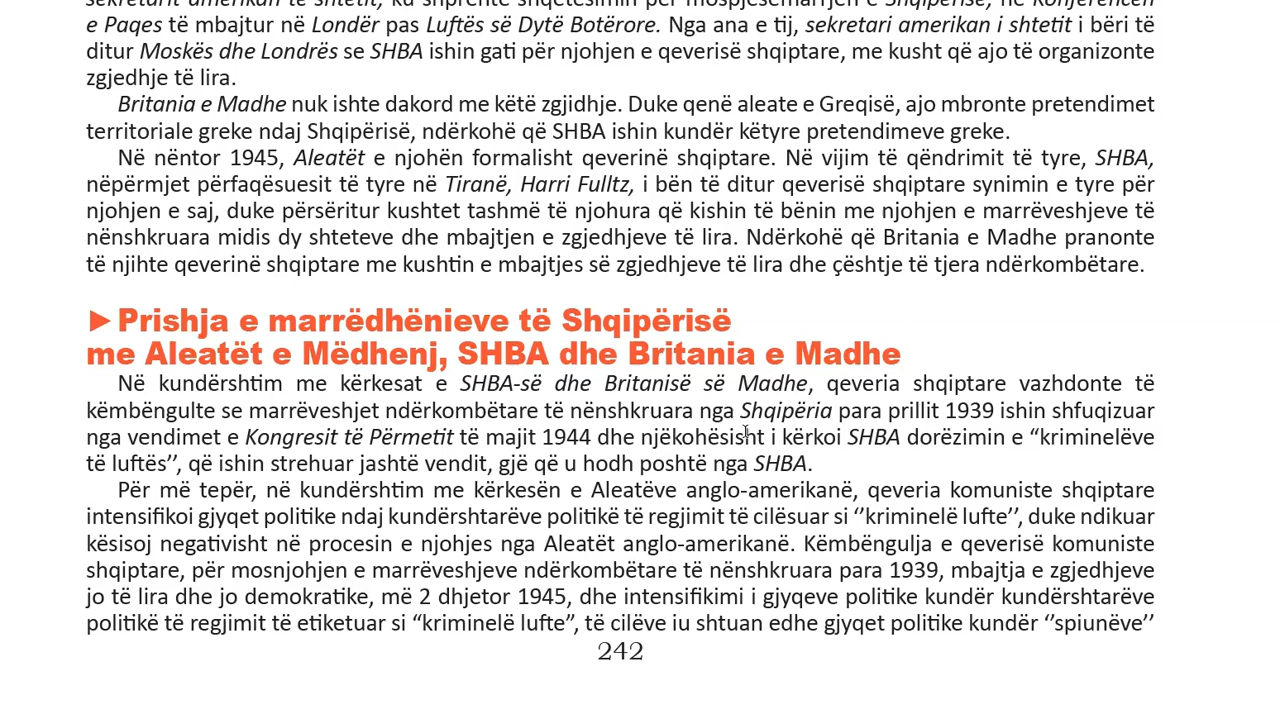 sekretarit amerikan të shtetit, ku shprehte shqetësimin për mospjesëmarrjen e Shqipërisë, në Konferencën
e Paqes të mbajtur në Londër pas Luftës së Dytë Botërore. Nga ana e tij, sekretari amerikan i shtetit i bëri të
ditur Moskës dhe Londrës se SHBA ishin gati për njohjen e qeverisë shqiptare, me kusht që ajo të organizonte
zgjedhje të lira.
Britania e Madhe nuk ishte dakord me këtë zgjidhje. Duke qenë aleate e Greqisë, ajo mbronte pretendimet
territoriale greke ndaj Shqipërisë, ndërkohë që SHBA ishin kundër këtyre pretendimeve greke.
Në nëntor 1945, Aleatët e njohën formalisht qeverinë shqiptare. Në vijim të qëndrimit të tyre, SHBA,
nëpërmjet përfaqësuesit të tyre në Tiranë, Harri Fulltz, i bën të ditur qeverisë shqiptare synimin e tyre për
njohjen e saj, duke përsëritur kushtet tashmë të njohura që kishin të bënin me njohjen e marrëveshjeve të
nënshkruara midis dy shteteve dhe mbajtjen e zgjedhjeve të lira. Ndërkohë që Britania e Madhe pranonte
të njihte qeverinë shqiptare me kushtin e mbajtjes së zgjedhjeve të lira dhe çështje të tjera ndërkombëtare.
►Prishja e marrëdhënieve të Shqipërisë
me Aleatët e Mëdhenj, SHBA dhe Britania e Madhe
Në kundërshtim me kërkesat e SHBA-së dhe Britanisë së Madhe, qeveria shqiptare vazhdonte të
këmbëngulte se marrëveshjet ndërkombëtare të nënshkruara nga Shqipëria para prillit 1939 ishin shfuqizuar
nga vendimet e Kongresit të Përmetit të majit 1944 dhe njëkohësisht i kërkoi SHBA dorëzimin e “kriminelëve
të luftës’’, që ishin strehuar jashtë vendit, gjë që u hodh poshtë nga SHBA.
Për më tepër, në kundërshtim me kërkesën e Aleatëve anglo-amerikanë, qeveria komuniste shqiptare
intensifikoi gjyqet politike ndaj kundërshtarëve politikë të regjimit të cilësuar si ‘’kriminelë lufte’’, duke ndikuar
kësisoj negativisht në procesin e njohjes nga Aleatët anglo-amerikanë. Këmbëngulja e qeverisë komuniste
shqiptare, për mosnjohjen e marrëveshjeve ndërkombëtare të nënshkruara para 1939, mbajtja e zgjedhjeve
jo të lira dhe jo demokratike, më 2 dhjetor 1945, dhe intensifikimi i gjyqeve politike kundër kundërshtarëve
politikë të regjimit të etiketuar si “kriminelë lufte”, të cilëve iu shtuan edhe gjyqet politike kundër ‘’spiunëve’’
242